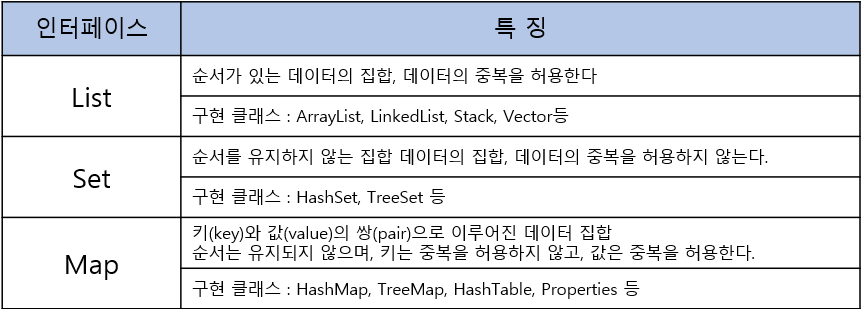 인터페이스
특 징
List
순서가 있는 데이터의 집합, 데이터의 중복을 허용한다
구현 클래스 : ArrayList, LinkedList, Stack, Vector등
Set
순서를 유지하지 않는 집합 데이터의 집합, 데이터의 중복을 허용하지 않는다.
구현 클래스 : HashSet, TreeSet 등
Map
키(key)와 값(value)의 쌍(pair)으로 이루어진 데이터 집합
순서는 유지되지 않으며, 키는 중복을 허용하지 않고, 값은 중복을 허용한다.
구현 클래스 : HashMap, TreeMap, HashTable, Properties 등